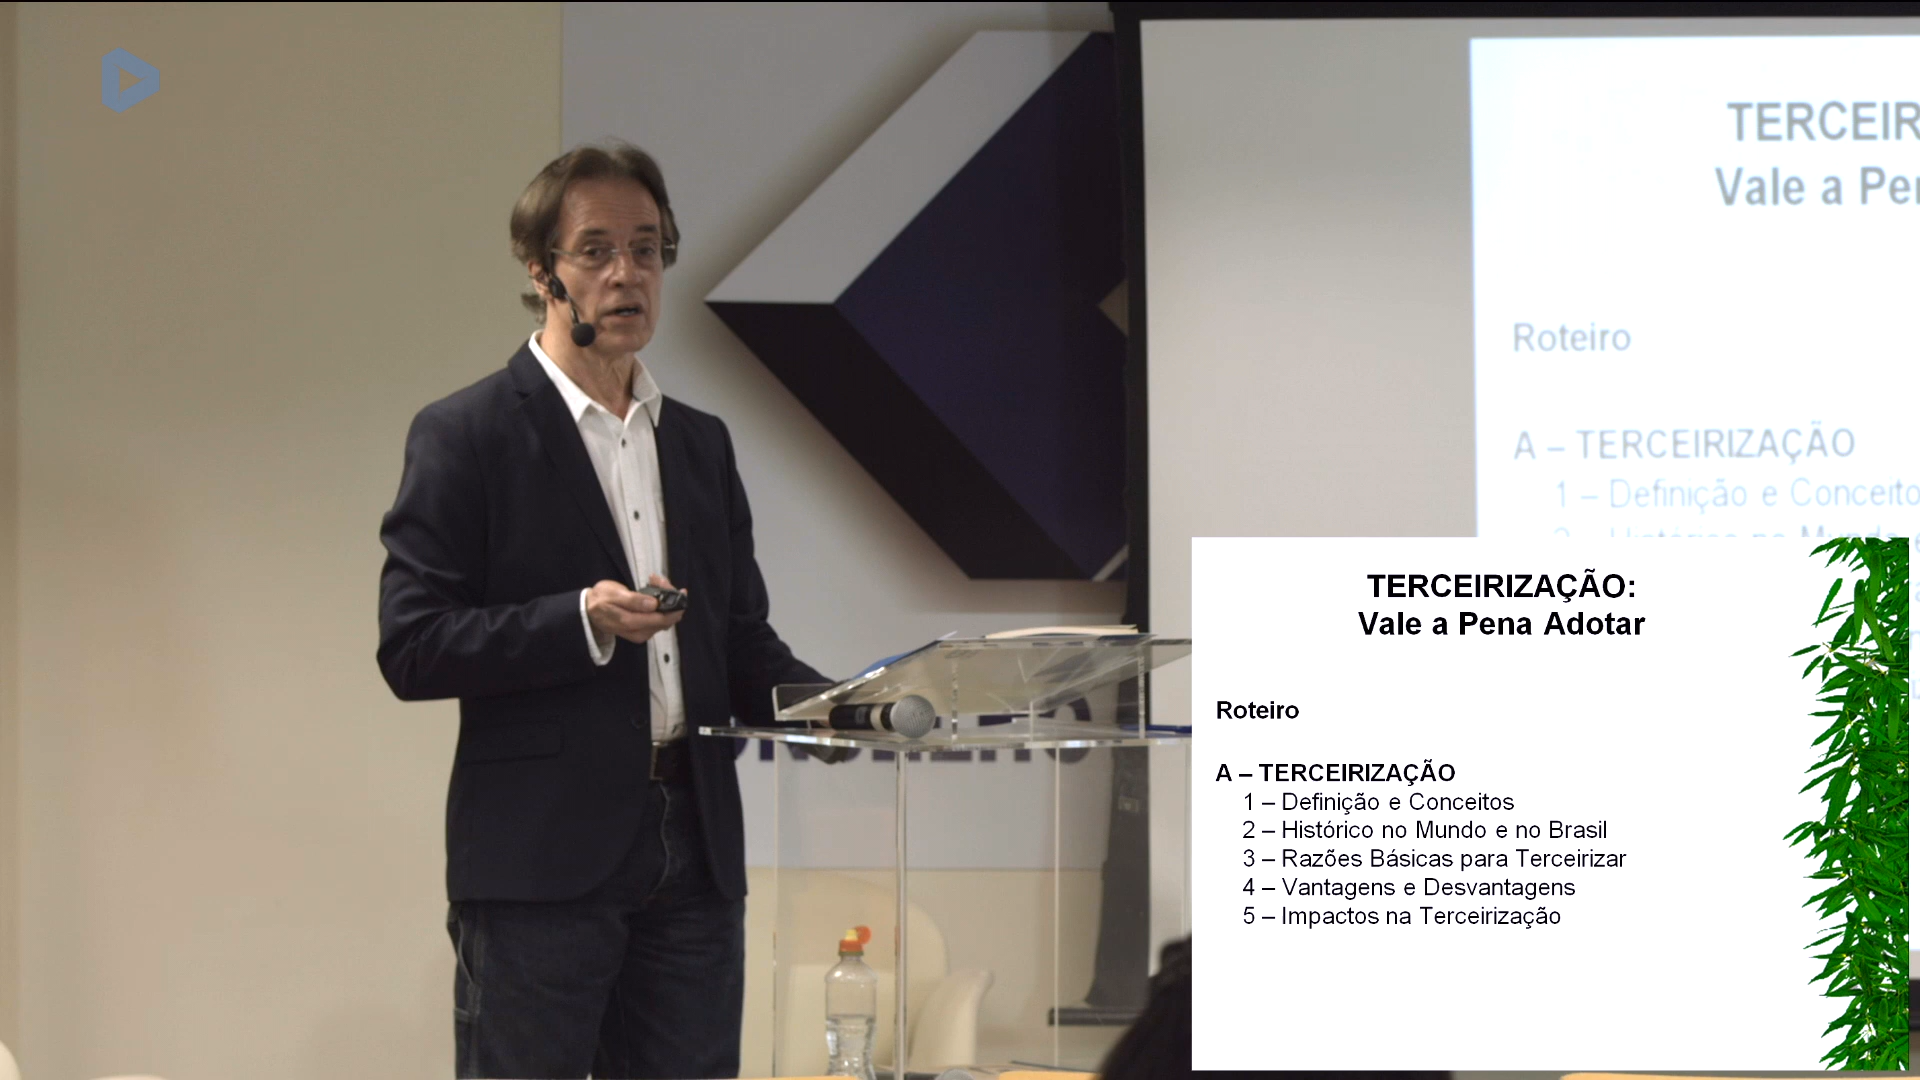 TERCEIR
Vale a Pe
Roteiro
A – TERCEIRIZAÇÃO
1 – Definição e Conceito
TERCEIRIZAÇÃO:
Vale a Pena Adotar
Roteiro
A – TERCEIRIZAÇÃO
1 – Definição e Conceitos
2 – Histórico no Mundo e no Brasil
3 – Razões Básicas para Terceirizar
4 – Vantagens e Desvantagens
5 – Impactos na Terceirização